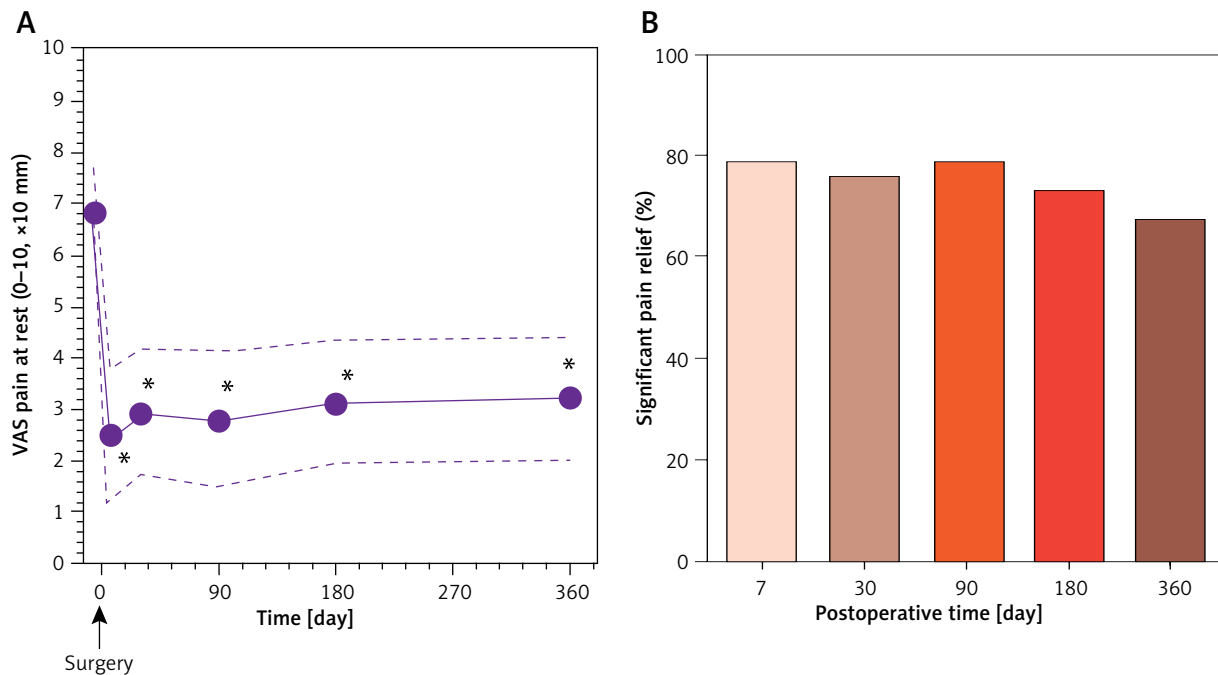 A
VAS pain at rest (0–10, ×10 mm)
10
9
8
7
6
5
4
3
2
1
0
*
*
*
*
*
0 90 180 270 360
Time [day]
Surgery
B
Significant pain relief (%)
100
80
60
40
20
0
7 30 90 180 360
Postoperative time [day]